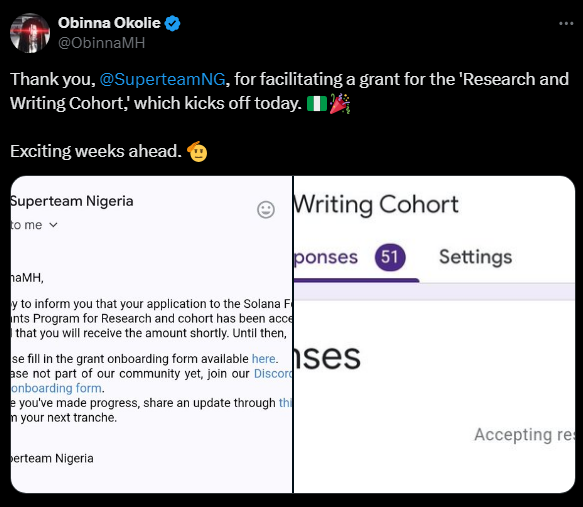 Obinna Okolie
@ObinnaMH
Thank you, @SuperteamNG, for facilitating a grant for the 'Research and
Writing Cohort,' which kicks off today. 🇳🇬🎉
Exciting weeks ahead. 🫡
Superteam Nigeria
to me
naMH,
y to inform you that your application to the Solana F
nts Program for Research and cohort has been acce
l that you will receive the amount shortly. Until then,
se fill in the grant onboarding form available here.
ase not part of our community yet, join our Discord
onboarding form.
e you've made progress, share an update through thi
m your next tranche.
erteam Nigeria
Writing Cohort
ponses 51 Settings
nses
Accepting res